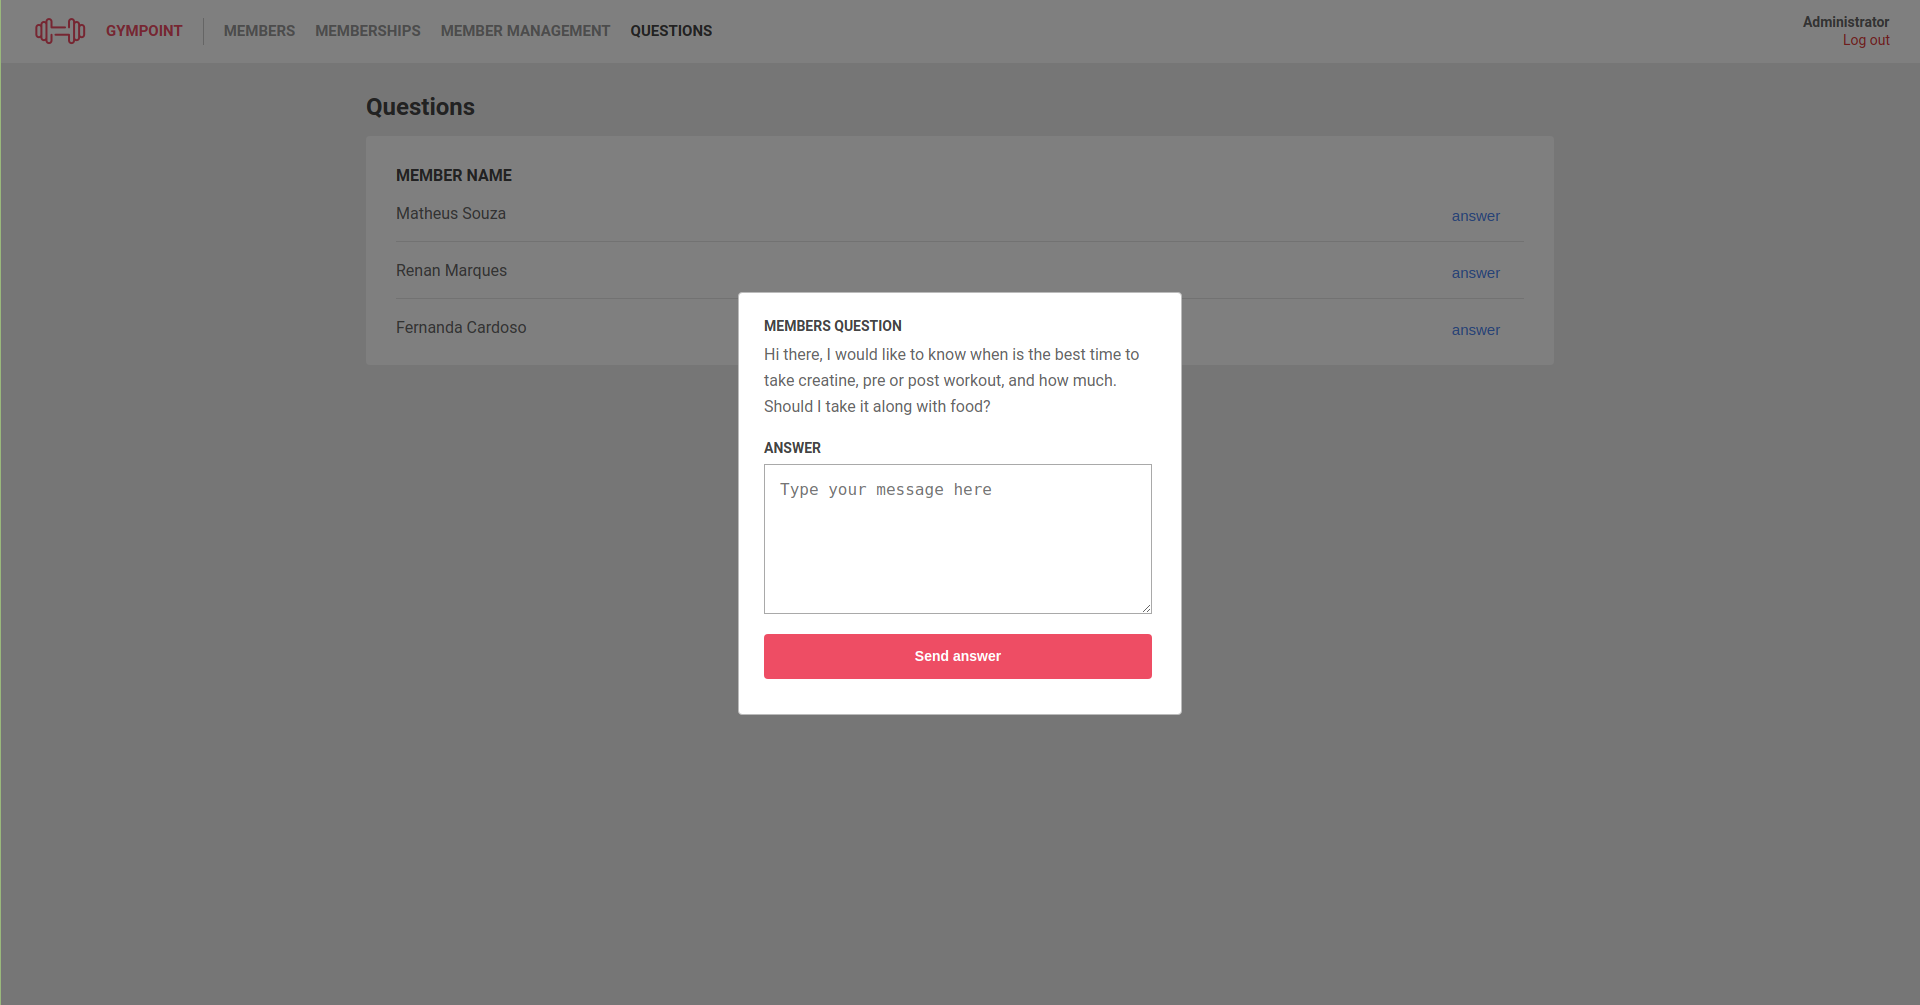 GYMPOINT MEMBERS MEMBERSHIPS MEMBER MANAGEMENT QUESTIONS
Administrator
Log out
Questions
MEMBER NAME
Matheus Souza answer
Renan Marques answer
Fernanda Cardoso answer
MEMBERS QUESTION
Hi there, I would like to know when is the best time to
take creatine, pre or post workout, and how much.
Should I take it along with food?
ANSWER
Type your message here
Send answer